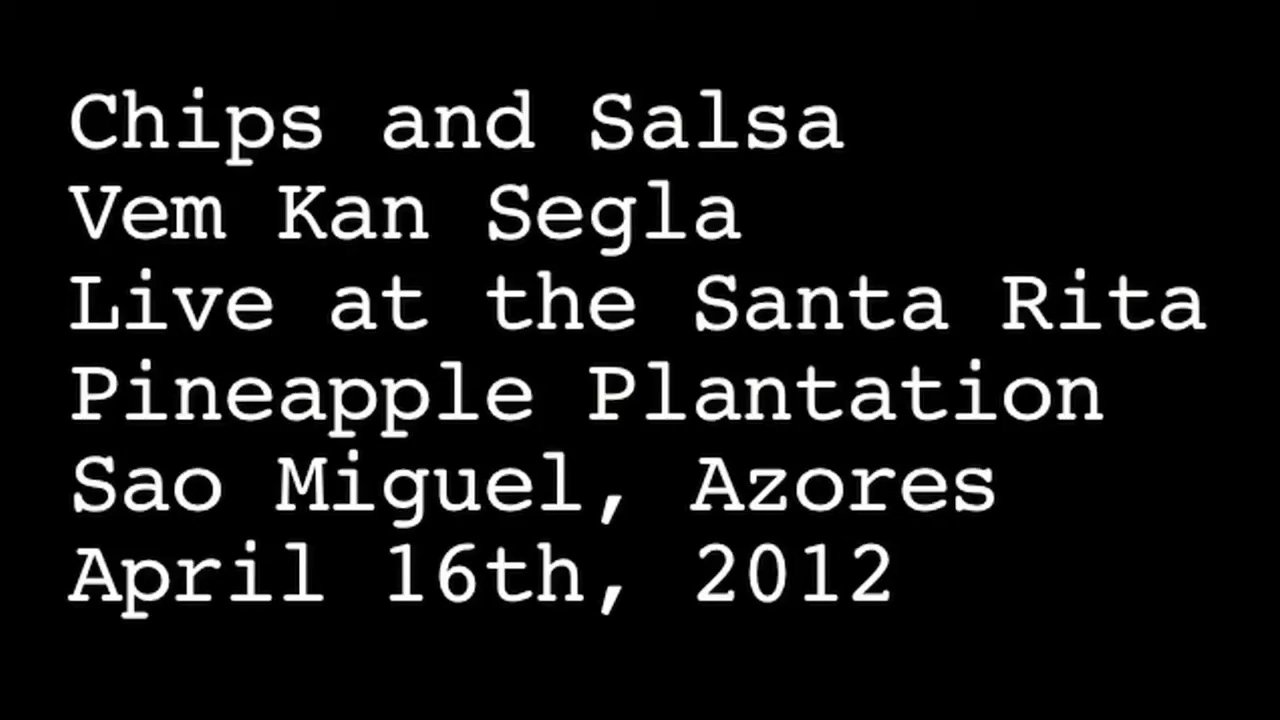 Chips and Salsa
Vem Kan Segla
Live at the Santa Rita
Pineapple Plantation
Sao Miguel, Azores
April 16th, 2012